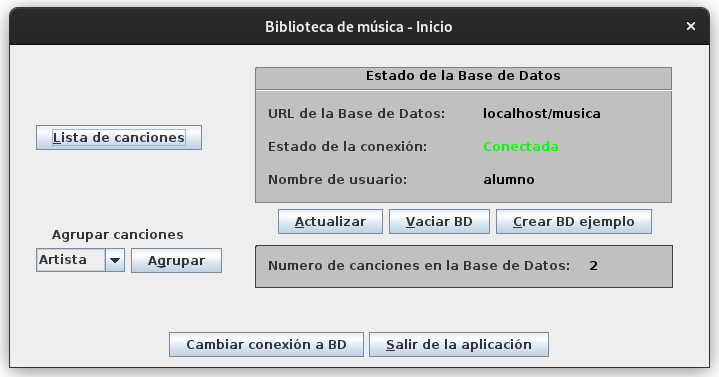 Biblioteca de música - Inicio
×
Estado de la Base de Datos
URL de la Base de Datos: localhost/musica
Lista de canciones
Estado de la conexión: Conectada
Nombre de usuario: alumno
Actualizar Vaciar BD Crear BD ejemplo
Agrupar canciones
Artista Agrupar
Numero de canciones en la Base de Datos: 2
Cambiar conexión a BD Salir de la aplicación